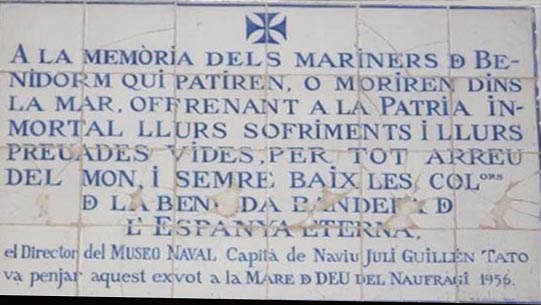 A LA MEMÒRIA DELS MARINERS D BE-
NIDORM QUI PATIREN, O MORIREN DINS
LA MAR, OFFRENANT A LA PATRIA IN-
MORTAL LLURS SOFRIMENTS I LLURS
PREUADES VIDES, PER TOT ARREU
DEL MON, I SEMRE BAIX LES COLORS
D LA BENE DA BANDERA D
L'ESPANYA ETERNA,
el Director del MUSEO NAVAL Capità de Naviu JULI GUILLÉN TATO
va penjar aquest exvot a la MARE D DEU DEL NAUFRAGI 1956.